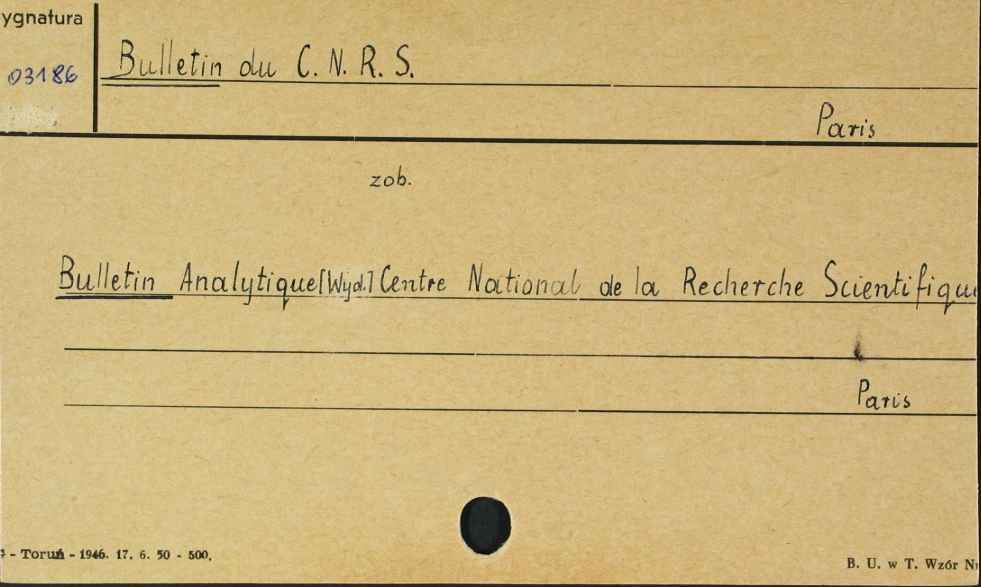 ygnatura
03186
Bulletin du C. N. R. S.
Paris
zob.
Bulletin Analytique [Wyd.] Centre National de la Recherche Scientifiqu
Paris
- Toruń - 1946. 17. 6. 50 - 500,
B. U. w T. Wzór N